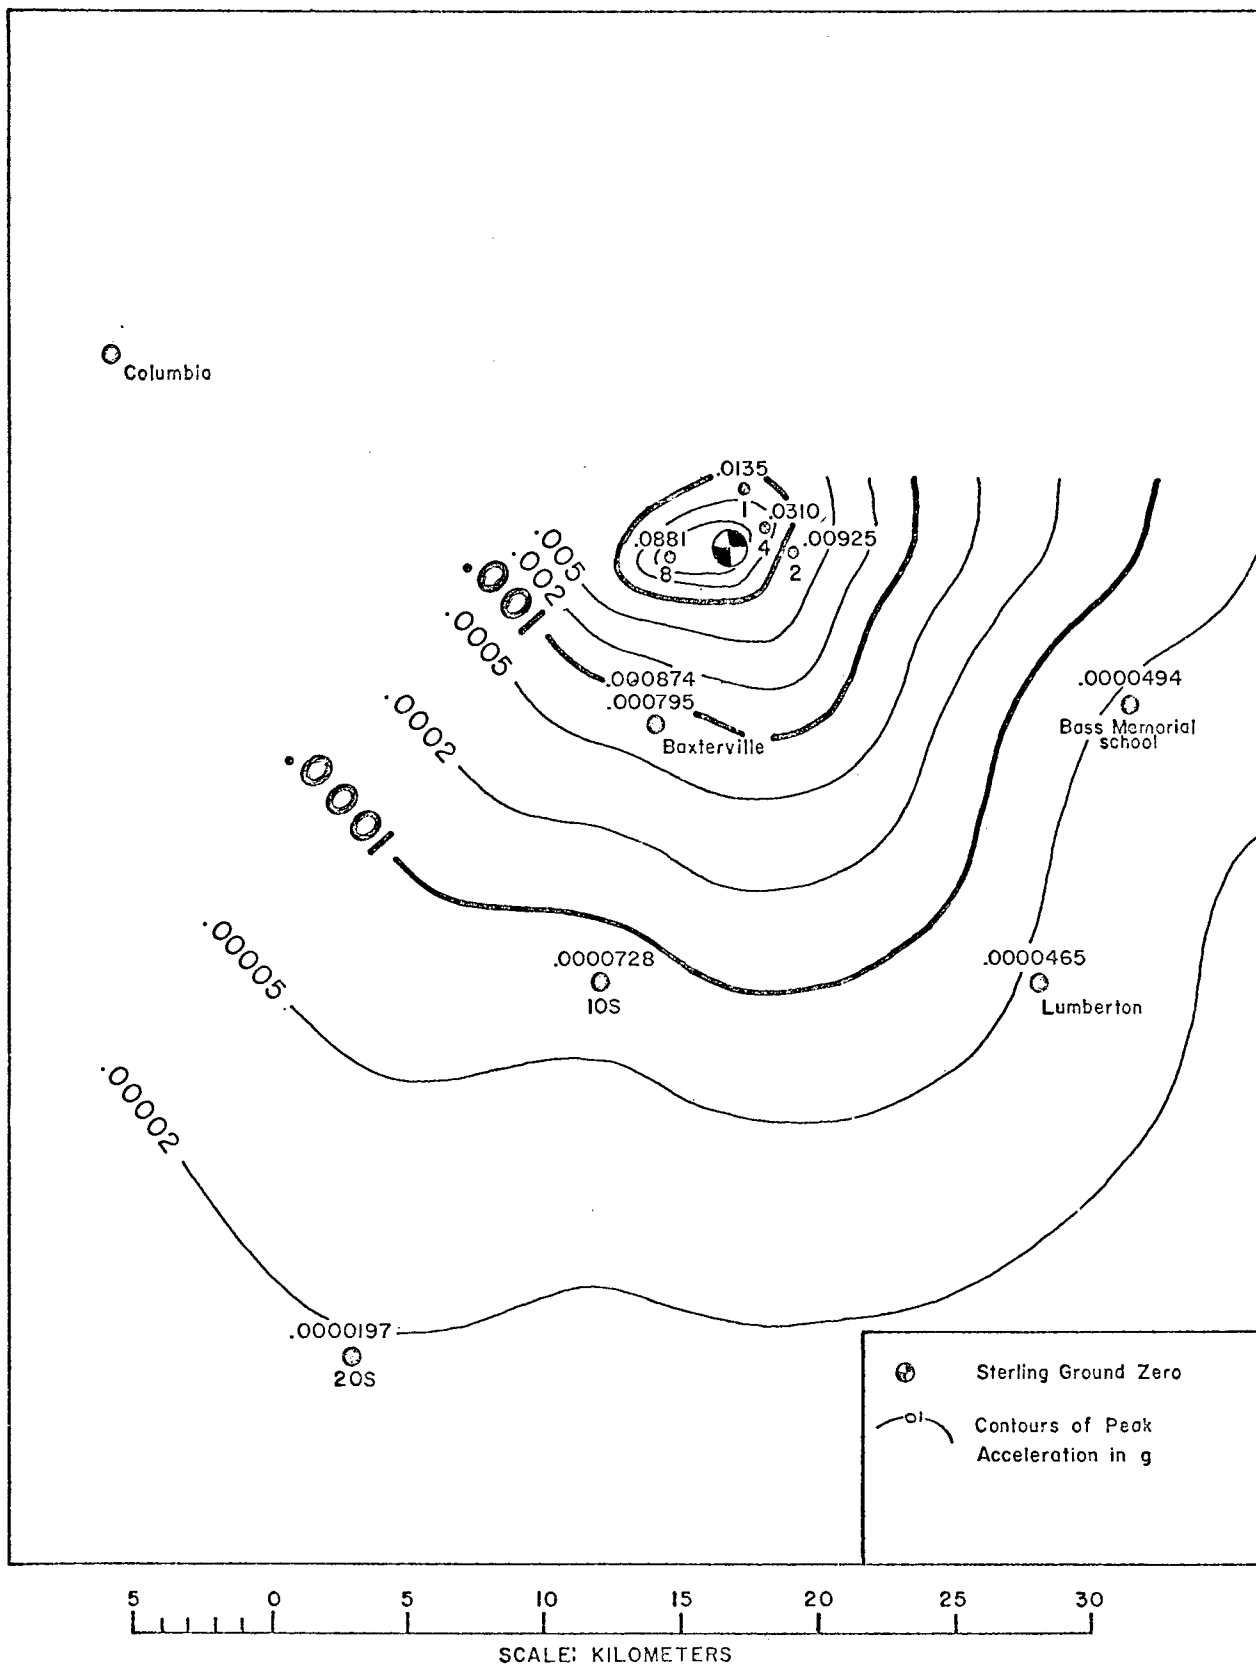 Columbia
.0135
1
.0310
4
.00925
2
.0881
8
.005
.002
.001
.0005
.000874
.000795
Baxterville
.0002
.0001
.0000494
Bass Memorial
school
.0000728
10S
.0000465
Lumberton
.00005
.00002
.0000197
20S
Sterling Ground Zero
.01
Contours of Peak
Acceleration in g
5 0 5 10 15 20 25 30
SCALE: KILOMETERS